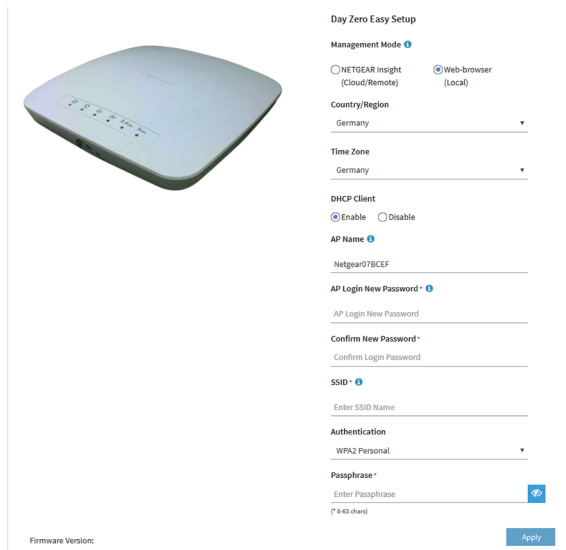 Day Zero Easy Setup
Management Mode
NETGEAR Insight
(Cloud/Remote)
Web-browser
(Local)
Country/Region
Germany
Time Zone
Germany
DHCP Client
Enable Disable
AP Name
Netgear07BCEF
AP Login New Password *
AP Login New Password
Confirm New Password *
Confirm Login Password
SSID *
Enter SSID Name
Authentication
WPA2 Personal
Passphrase *
Enter Passphrase
(* 8-63 chars)
Firmware Version:
Apply